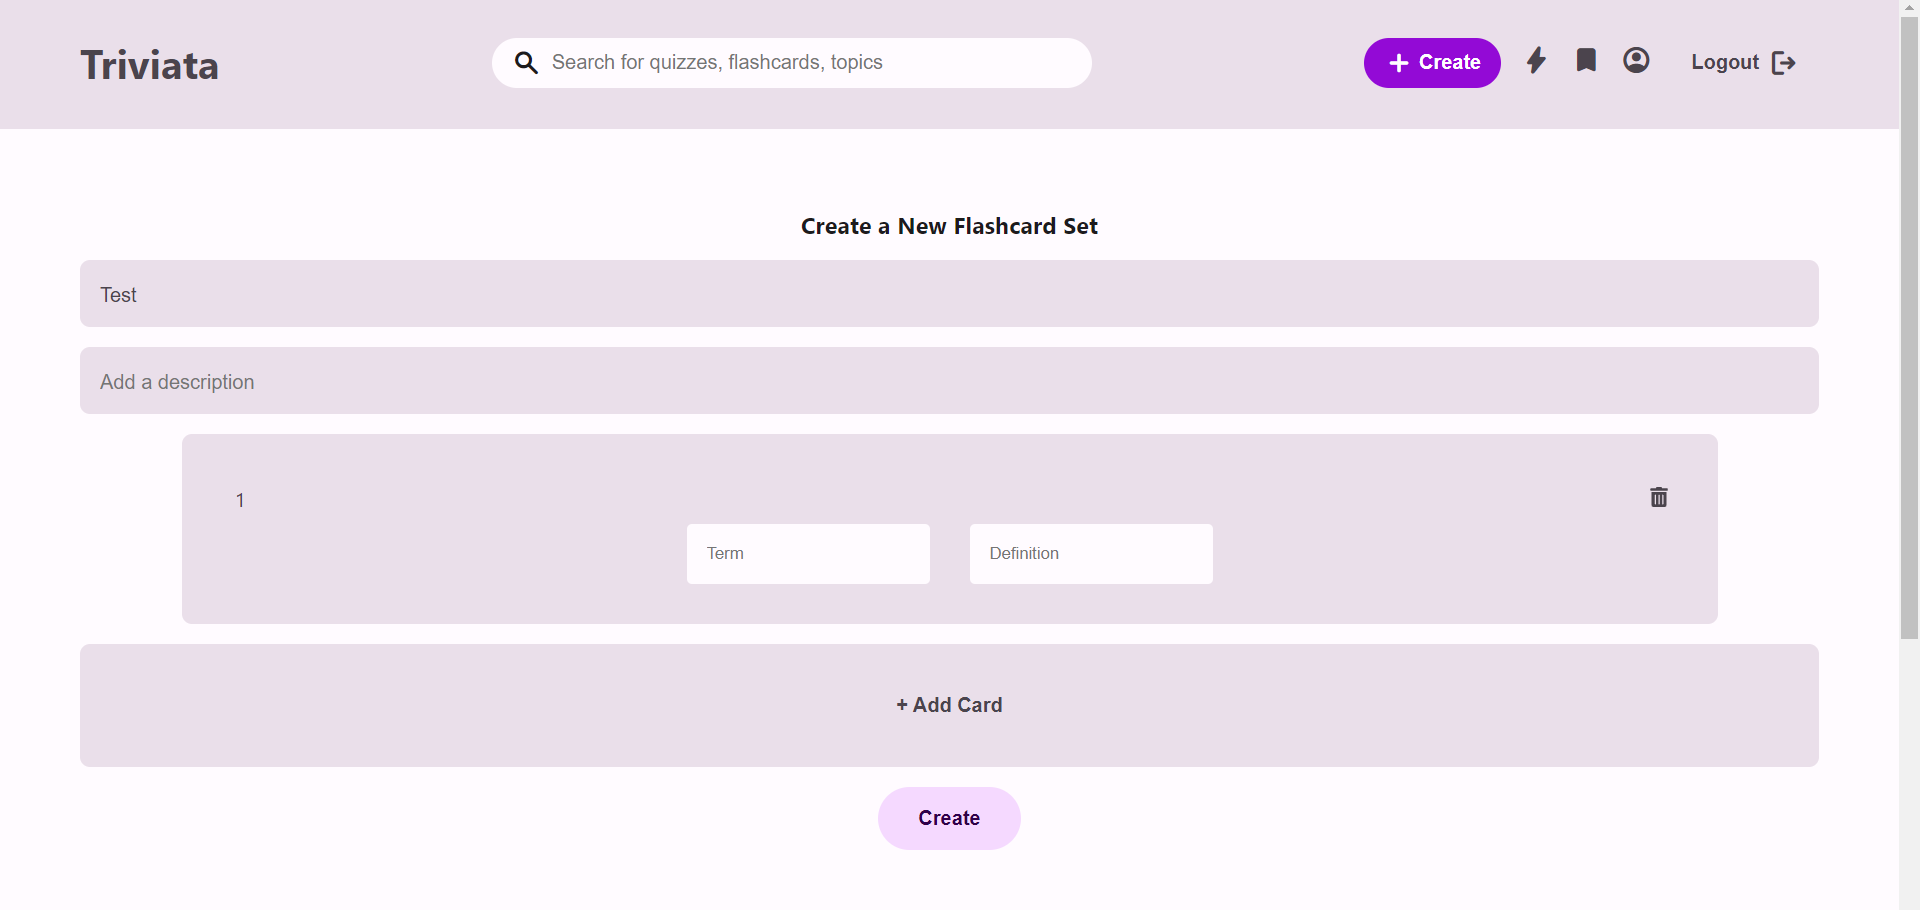 Triviata
Search for quizzes, flashcards, topics
Create
Logout
Create a New Flashcard Set
Test
Add a description
1
Term
Definition
+ Add Card
Create